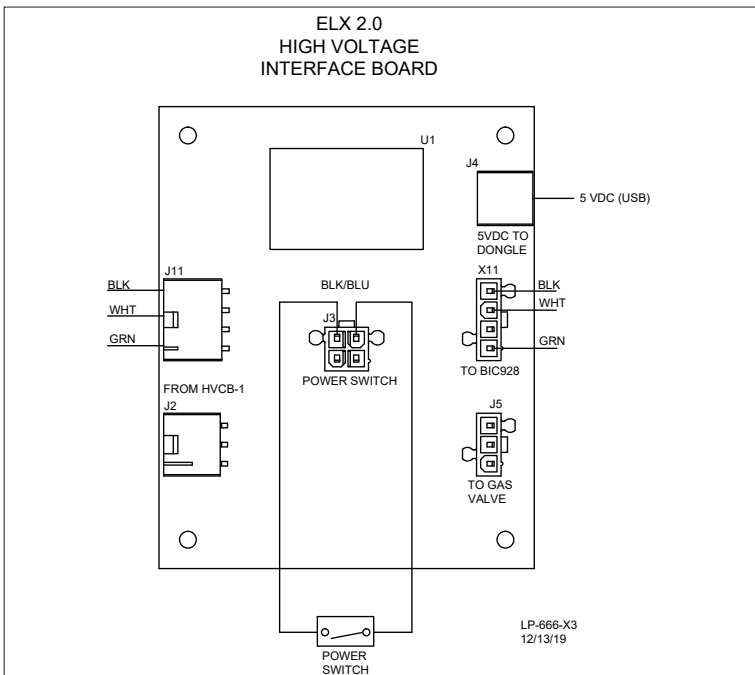 ELX 2.0
HIGH VOLTAGE
INTERFACE BOARD
U1
J4
5 VDC (USB)
5VDC TO
DONGLE
J11
X11
BLK
WHT
GRN
BLK/BLU
J3
POWER SWITCH
BLK
WHT
GRN
TO BIC928
FROM HVCB-1
J2
J5
TO GAS
VALVE
POWER
SWITCH
LP-666-X3
12/13/19